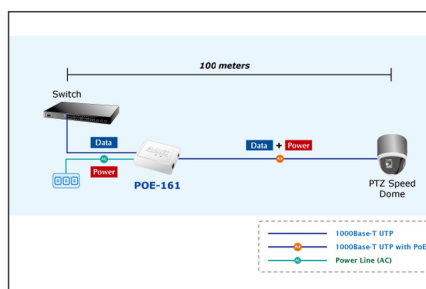 100 meters
Switch
Data
Power
POE-161
Data + Power
PTZ Speed
Dome
1000Base-T UTP
1000Base-T UTP with PoE
Power Line (AC)